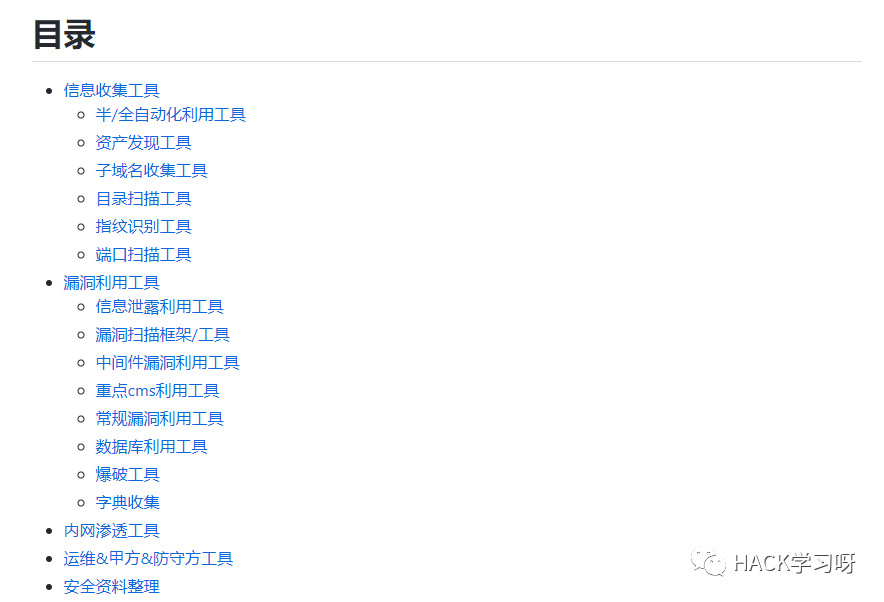 目录
信息收集工具
半/全自动化利用工具
资产发现工具
子域名收集工具
目录扫描工具
指纹识别工具
端口扫描工具
漏洞利用工具
信息泄露利用工具
漏洞扫描框架/工具
中间件漏洞利用工具
重点cms利用工具
常规漏洞利用工具
数据库利用工具
爆破工具
字典收集
内网渗透工具
运维&甲方&防守方工具
安全资料整理
HACK学习呀